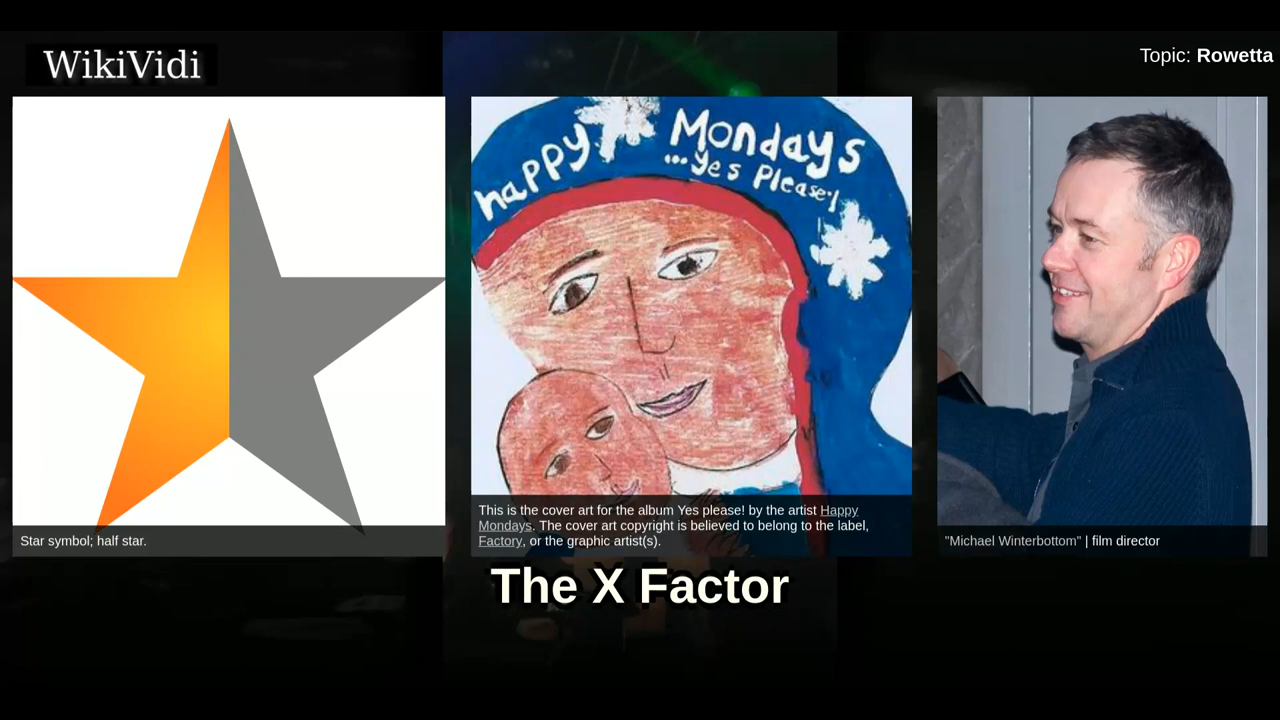 WikiVidi
Topic: Rowetta
happy Mondays
...yes Please!
Star symbol; half star.
This is the cover art for the album Yes please! by the artist Happy
Mondays. The cover art copyright is believed to belong to the label,
Factory, or the graphic artist(s).
"Michael Winterbottom" | film director
The X Factor